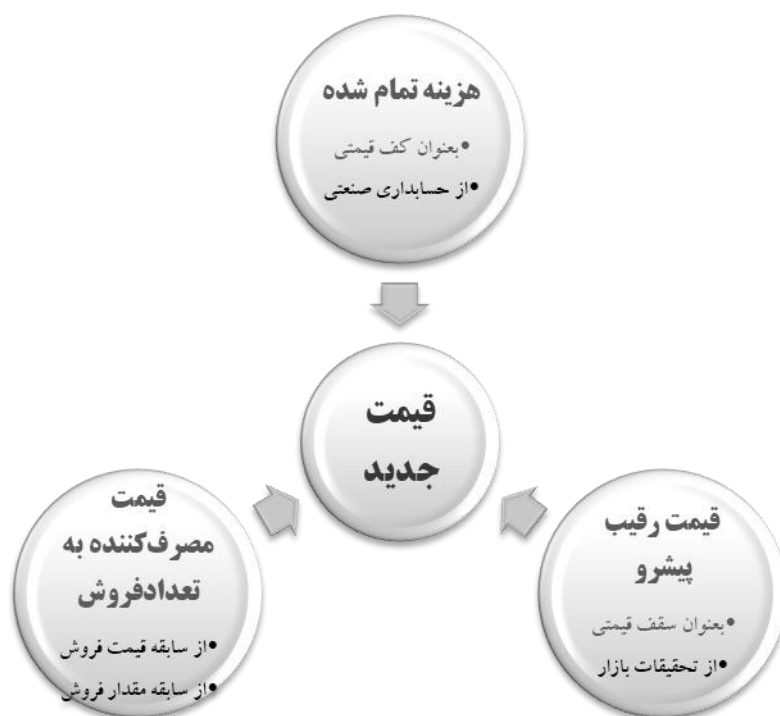 هزینه تمام شده
•بعنوان کف قیمتی
•از حسابداری صنعتی
قیمت
جدید
قیمت رقیب
پیشرو
•بعنوان سقف قیمتی
•از تحقیقات بازار
قیمت
مصرف‌کننده به
تعدادفروش
•از سابقه قیمت فروش
•از سابقه مقدار فروش